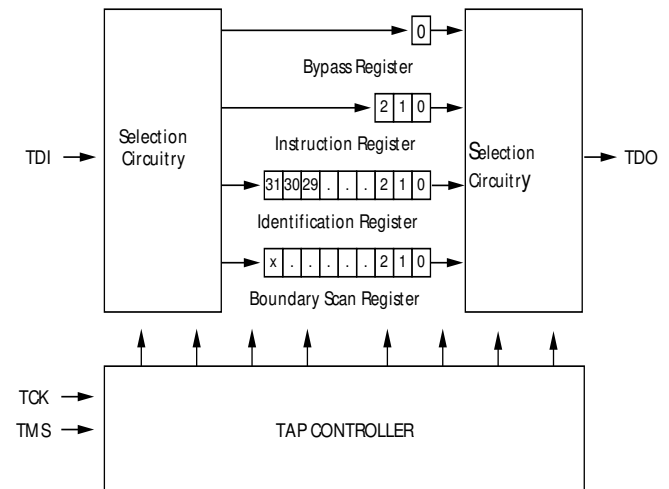 0
Bypass Register
2 1 0
Selection
Circuitry
Instruction Register
Selection
Circuitry
TDI
TDO
31 30 29 . . . 2 1 0
Identification Register
x . . . . . 2 1 0
Boundary Scan Register
TCK
TMS
TAP CONTROLLER